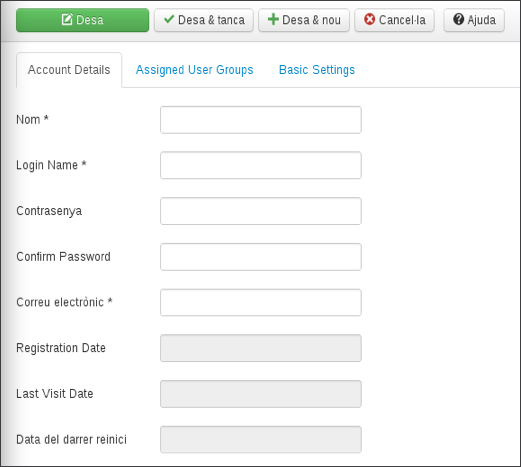 Desa Desa & tanca Desa & nou Cancel·la Ajuda
Account Details Assigned User Groups Basic Settings
Nom *
Login Name *
Contrasenya
Confirm Password
Correu electrònic *
Registration Date
Last Visit Date
Data del darrer reinici